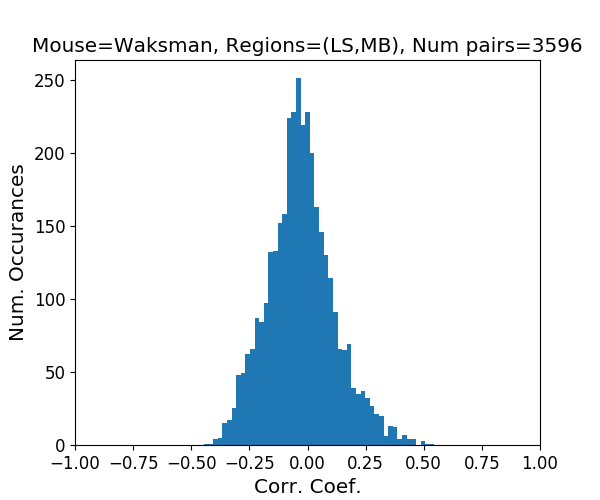 Mouse=Waksman, Regions=(LS,MB), Num pairs=3596
250
200
150
100
50
0
Num. Occurances
−1.00 −0.75 −0.50 −0.25 0.00 0.25 0.50 0.75 1.00
Corr. Coef.